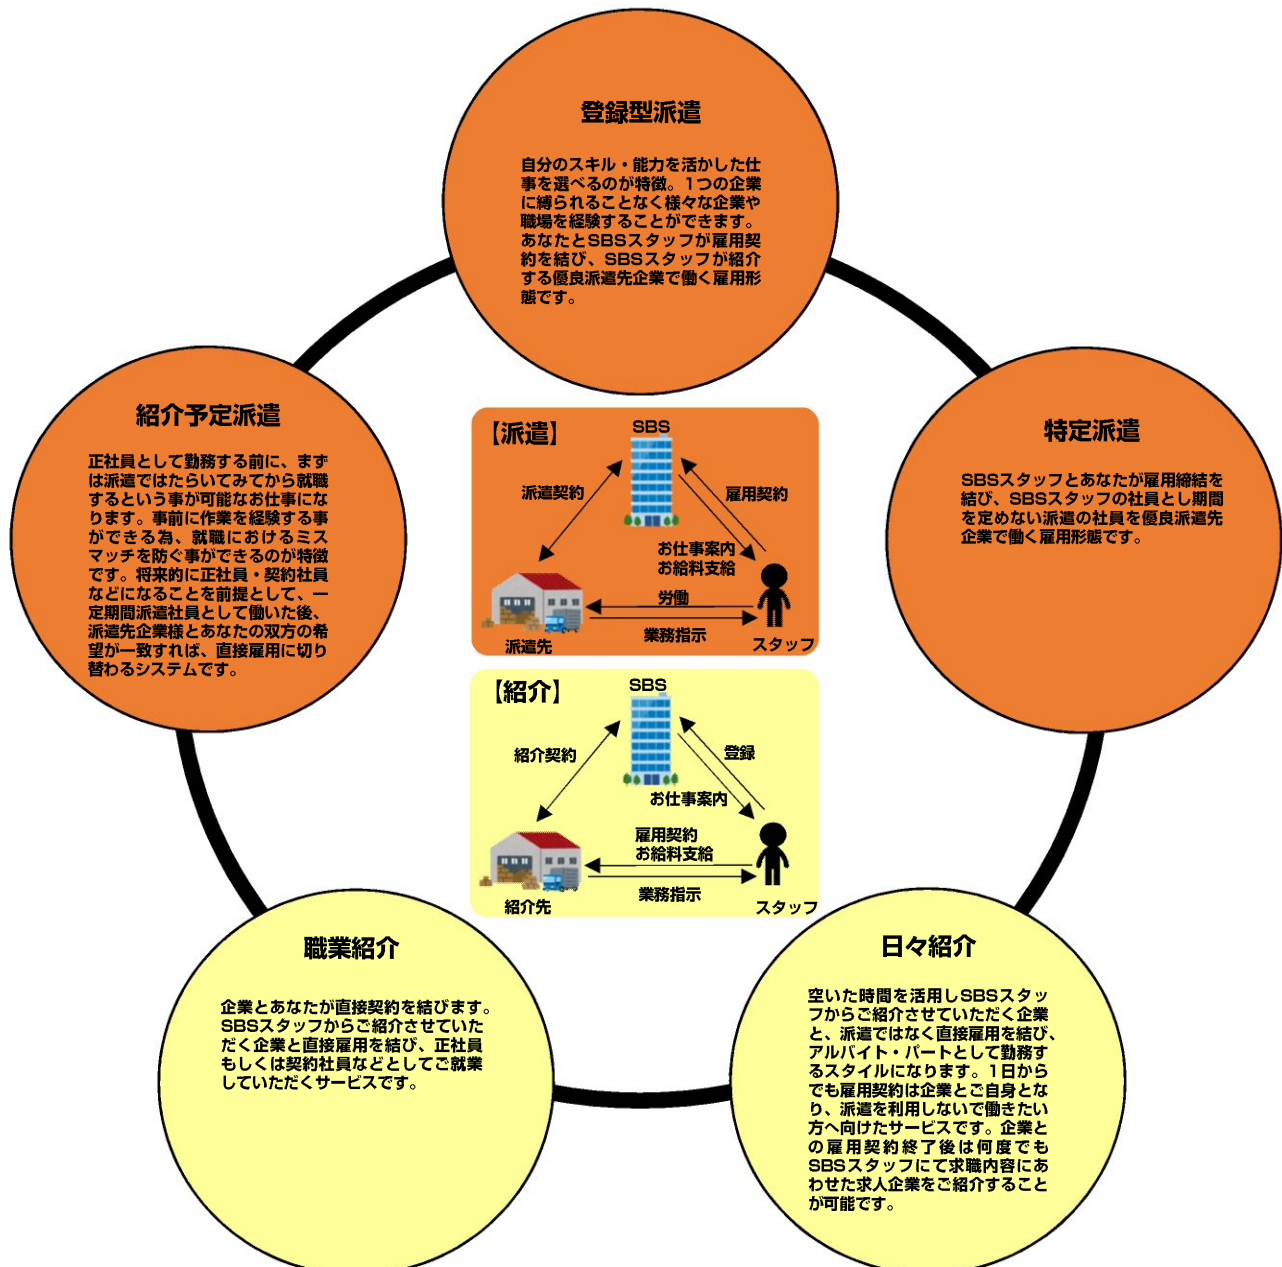 登録型派遣
自分のスキル・能力を活かした仕
事を選べるのが特徴。1つの企業
に縛られることなく様々な企業や
職場を経験することができます。
あなたとSBSスタッフが雇用契
約を結び、SBSスタッフが紹介
する優良派遣先企業で働く雇用形
態です。
紹介予定派遣
正社員として勤務する前に、まず
は派遣ではたらいてみてから就職
するという事が可能なお仕事にな
ります。事前に作業を経験する事
ができる為、就職におけるミス
マッチを防ぐ事ができるのが特徴
です。将来的に正社員・契約社員
などになることを前提として、一
定期間派遣社員として働いた後、
派遣先企業様とあなたの双方の希
望が一致すれば、直接雇用に切り
替わるシステムです。
【派遣】
SBS
派遣契約
雇用契約
お仕事案内
お給料支給
労働
業務指示
派遣先
スタッフ
特定派遣
SBSスタッフとあなたが雇用締結を
結び、SBSスタッフの社員とし期間
を定めない派遣の社員を優良派遣先
企業で働く雇用形態です。
【紹介】
SBS
紹介契約
登録
お仕事案内
雇用契約
お給料支給
業務指示
紹介先
スタッフ
職業紹介
企業とあなたが直接契約を結びます。
SBSスタッフからご紹介させていた
だく企業と直接雇用を結び、正社員
もしくは契約社員などとしてご就業
していただくサービスです。
日々紹介
空いた時間を活用しSBSスタッ
フからご紹介させていただく企業
と、派遣ではなく直接雇用を結び、
アルバイト・パートとして勤務す
るスタイルになります。1日から
でも雇用契約は企業とご自身とな
り、派遣を利用しないで働きたい
方へ向けたサービスです。企業と
の雇用契約終了後は何度でも
SBSスタッフにて求職内容にあ
わせた求人企業をご紹介すること
が可能です。